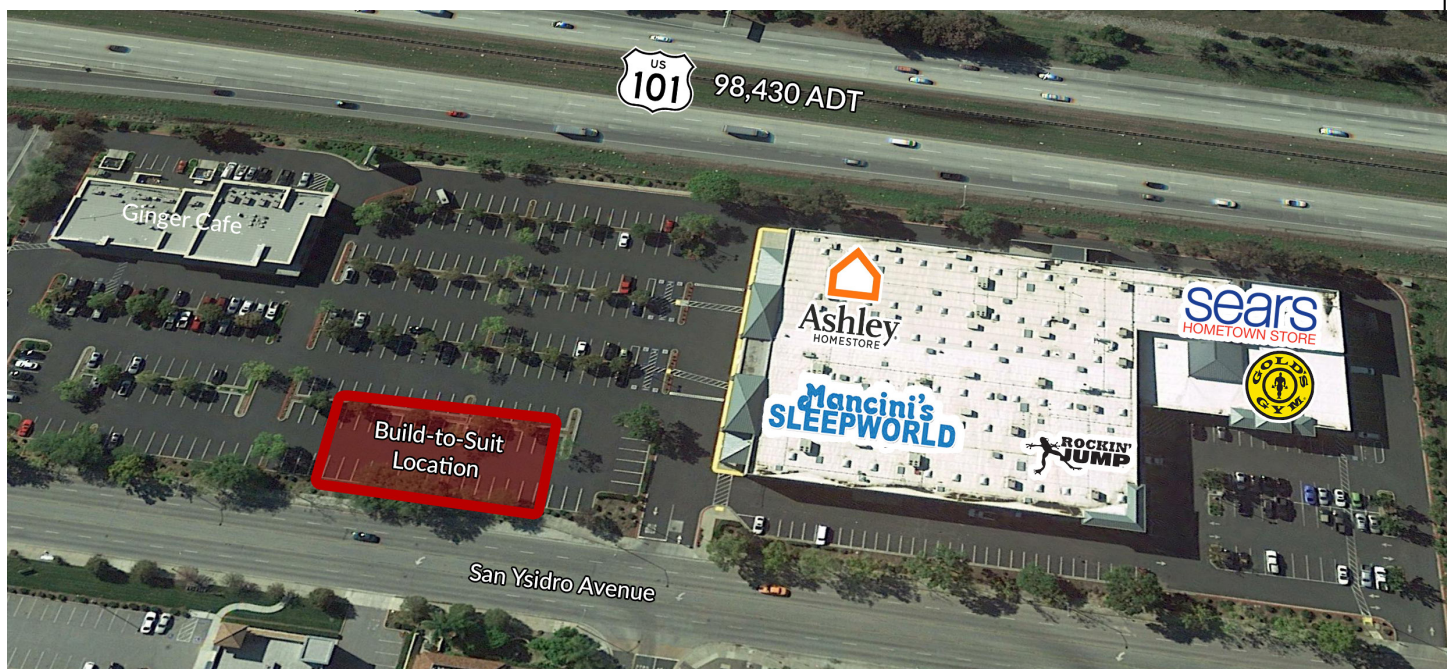 US
101
98,430 ADT
Ginger Cafe
Ashley
HOMESTORE
sears
HOMETOWN STORE
GOLD'S
GYM
Mancini's
SLEEPWORLD
ROCKIN'
JUMP
Build-to-Suit
Location
San Ysidro Avenue